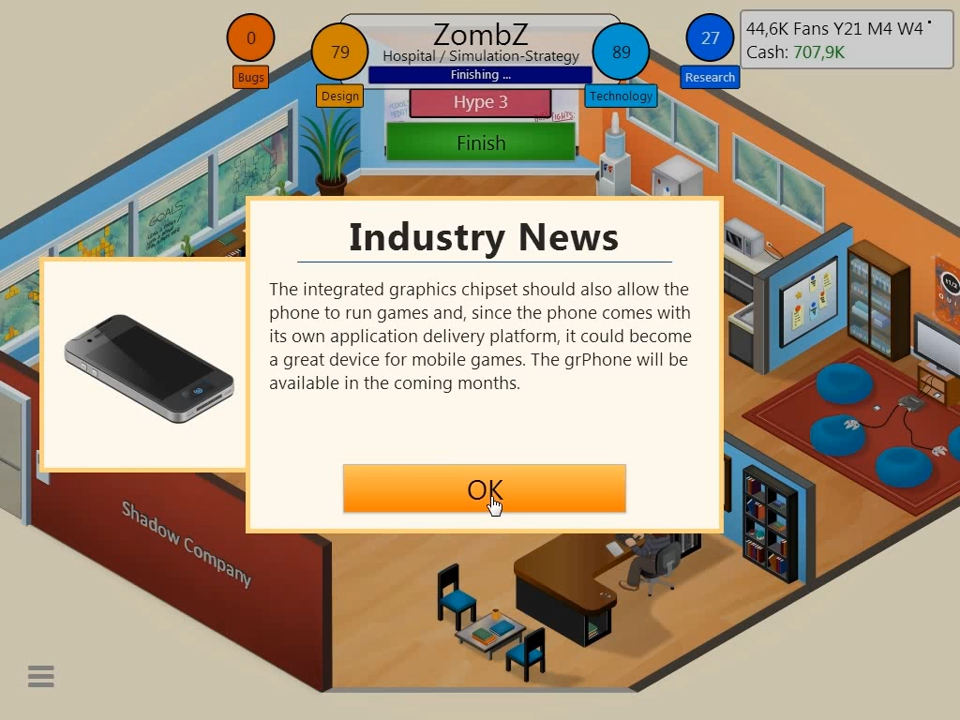 0
Bugs
79
Design
ZombZ
Hospital / Simulation-Strategy
Finishing ...
Hype 3
Finish
89
Technology
27
Research
44,6K Fans Y21 M4 W4
Cash: 707,9K
GOALS:
Industry News
The integrated graphics chipset should also allow the
phone to run games and, since the phone comes with
its own application delivery platform, it could become
a great device for mobile games. The grPhone will be
available in the coming months.
OK
Shadow Company